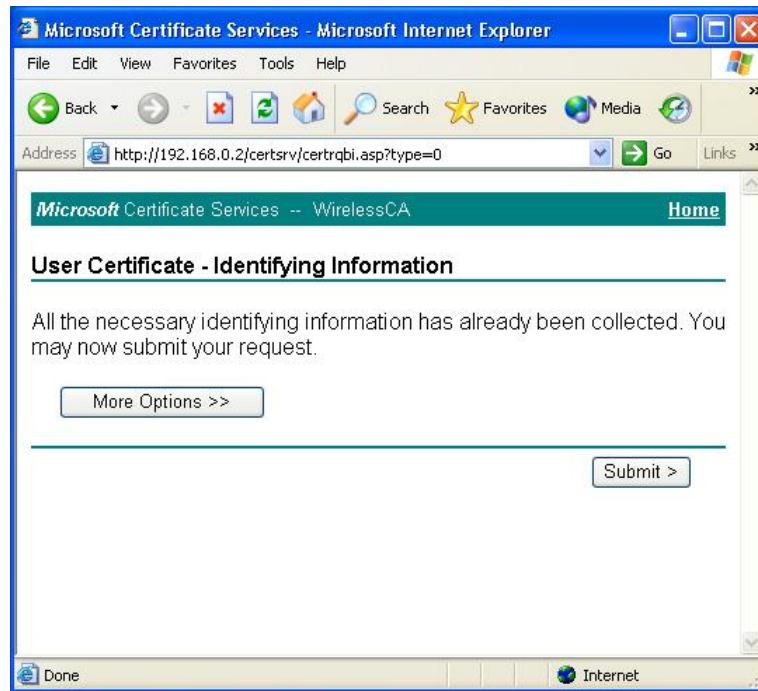 Microsoft Certificate Services - Microsoft Internet Explorer
File Edit View Favorites Tools Help
Back Search Favorites Media »
Address http://192.168.0.2/certsrv/certrqbi.asp?type=0 Go Links »
Microsoft Certificate Services -- WirelessCA Home
User Certificate - Identifying Information
All the necessary identifying information has already been collected. You
may now submit your request.
More Options >>
Submit >
Done Internet